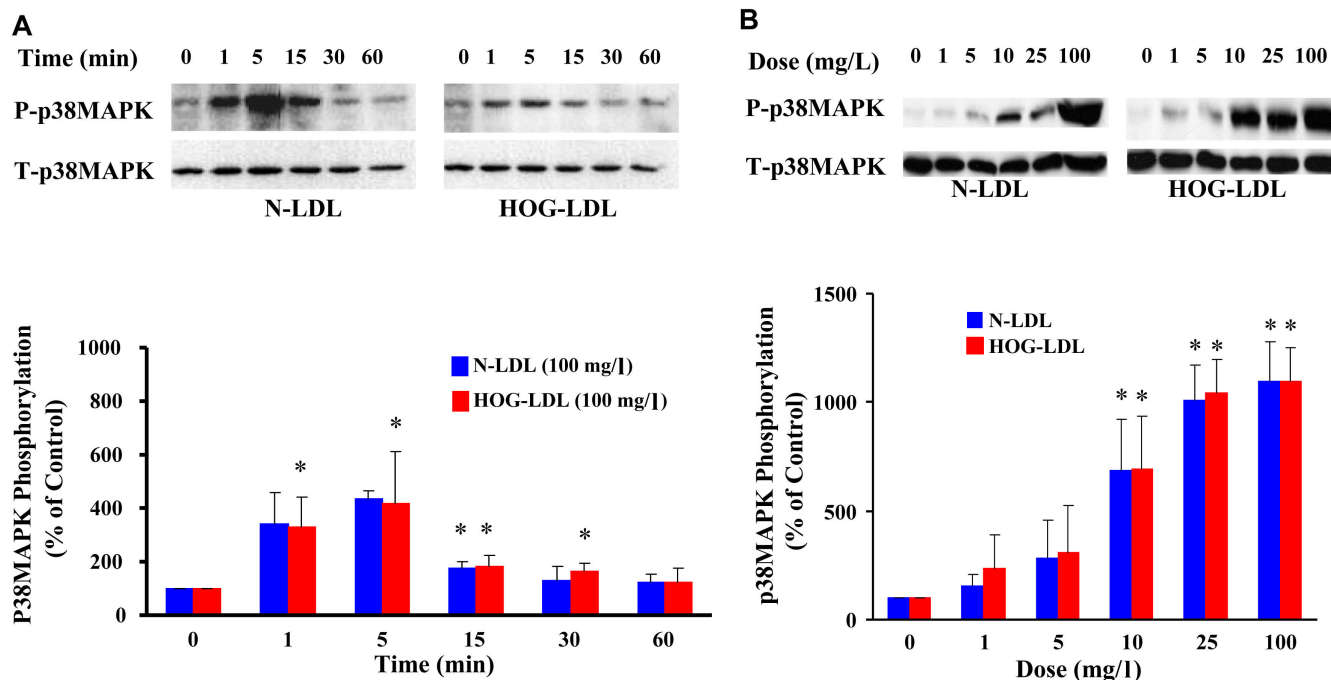 A
Time (min) 0 1 5 15 30 60 0 1 5 15 30 60
P-p38MAPK
T-p38MAPK
N-LDL HOG-LDL
P38MAPK Phosphorylation
(% of Control)
1000
800
600
400
200
0
N-LDL (100 mg/l)
HOG-LDL (100 mg/l)
*
*
* *
*
0 1 5 15 30 60
Time (min)
B
Dose (mg/L) 0 1 5 10 25 100 0 1 5 10 25 100
P-p38MAPK
T-p38MAPK
N-LDL HOG-LDL
p38MAPK Phosphorylation
(% of Control)
1500
1000
500
0
N-LDL
HOG-LDL
* *
* *
* *
0 1 5 10 25 100
Dose (mg/l)